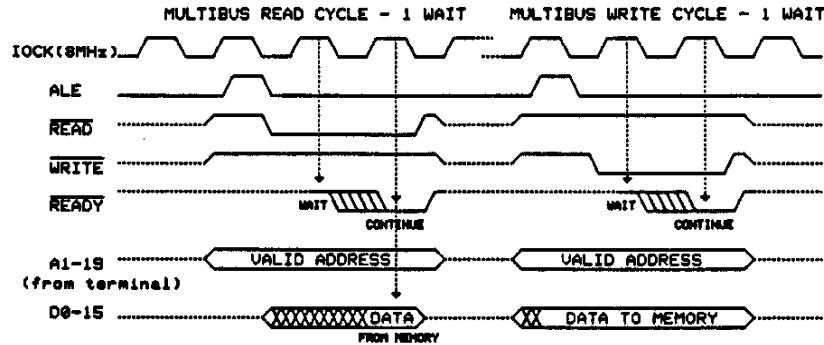 MULTIBUS READ CYCLE - 1 WAIT MULTIBUS WRITE CYCLE - 1 WAIT
IOCK(8MHz)
ALE
READ
WRITE
READY
WAIT
CONTINUE
WAIT
CONTINUE
A1-19
(from terminal)
VALID ADDRESS
VALID ADDRESS
D0-15
DATA
FROM MEMORY
DATA TO MEMORY